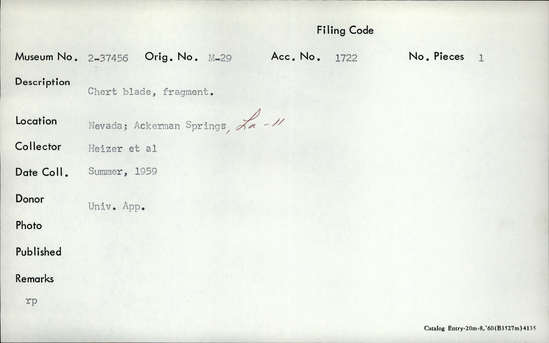 Filing Code
Museum No. 2-37456 Orig. No. M-29 Acc. No. 1722 No. Pieces 1
Description
Chert blade, fragment.
Location Nevada; Ackerman Springs, La-11
Collector Heizer et al
Date Coll. Summer, 1959
Donor Univ. App.
Photo
Published
Remarks
rp
Catalog Entry-20m-8,'60(B1527m)4135